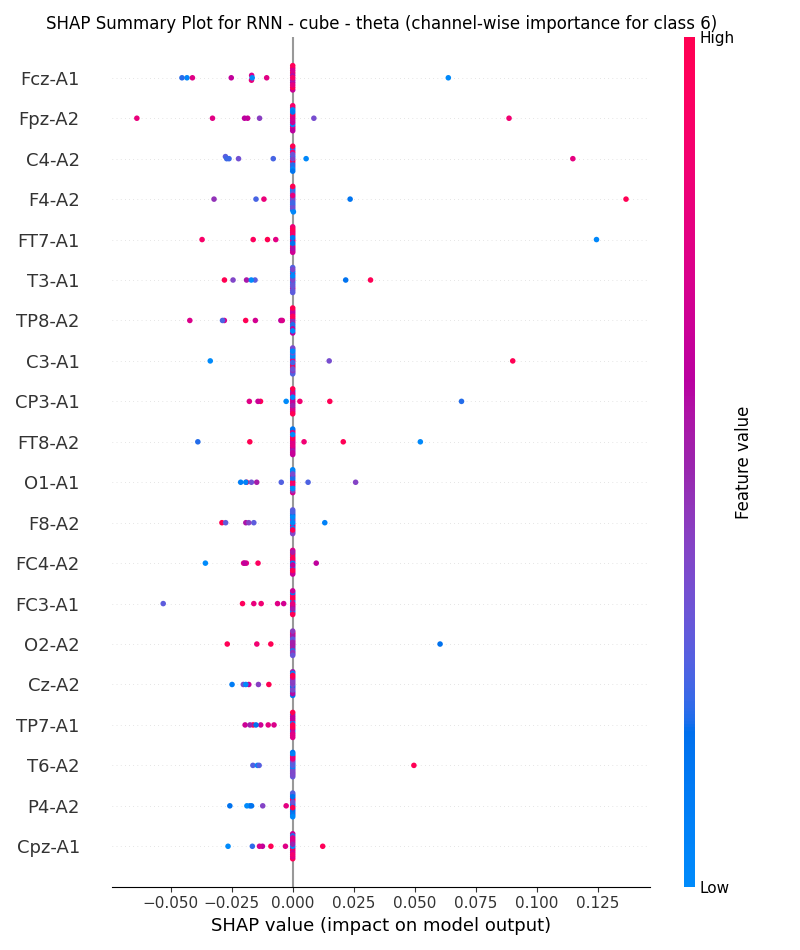 SHAP Summary Plot for RNN - cube - theta (channel-wise importance for class 6)
High
Fcz-A1
Fpz-A2
C4-A2
F4-A2
FT7-A1
T3-A1
TP8-A2
C3-A1
CP3-A1
FT8-A2
O1-A1
F8-A2
FC4-A2
FC3-A1
O2-A2
Cz-A2
TP7-A1
T6-A2
P4-A2
Cpz-A1
Feature value
Low
−0.050 −0.025 0.000 0.025 0.050 0.075 0.100 0.125
SHAP value (impact on model output)